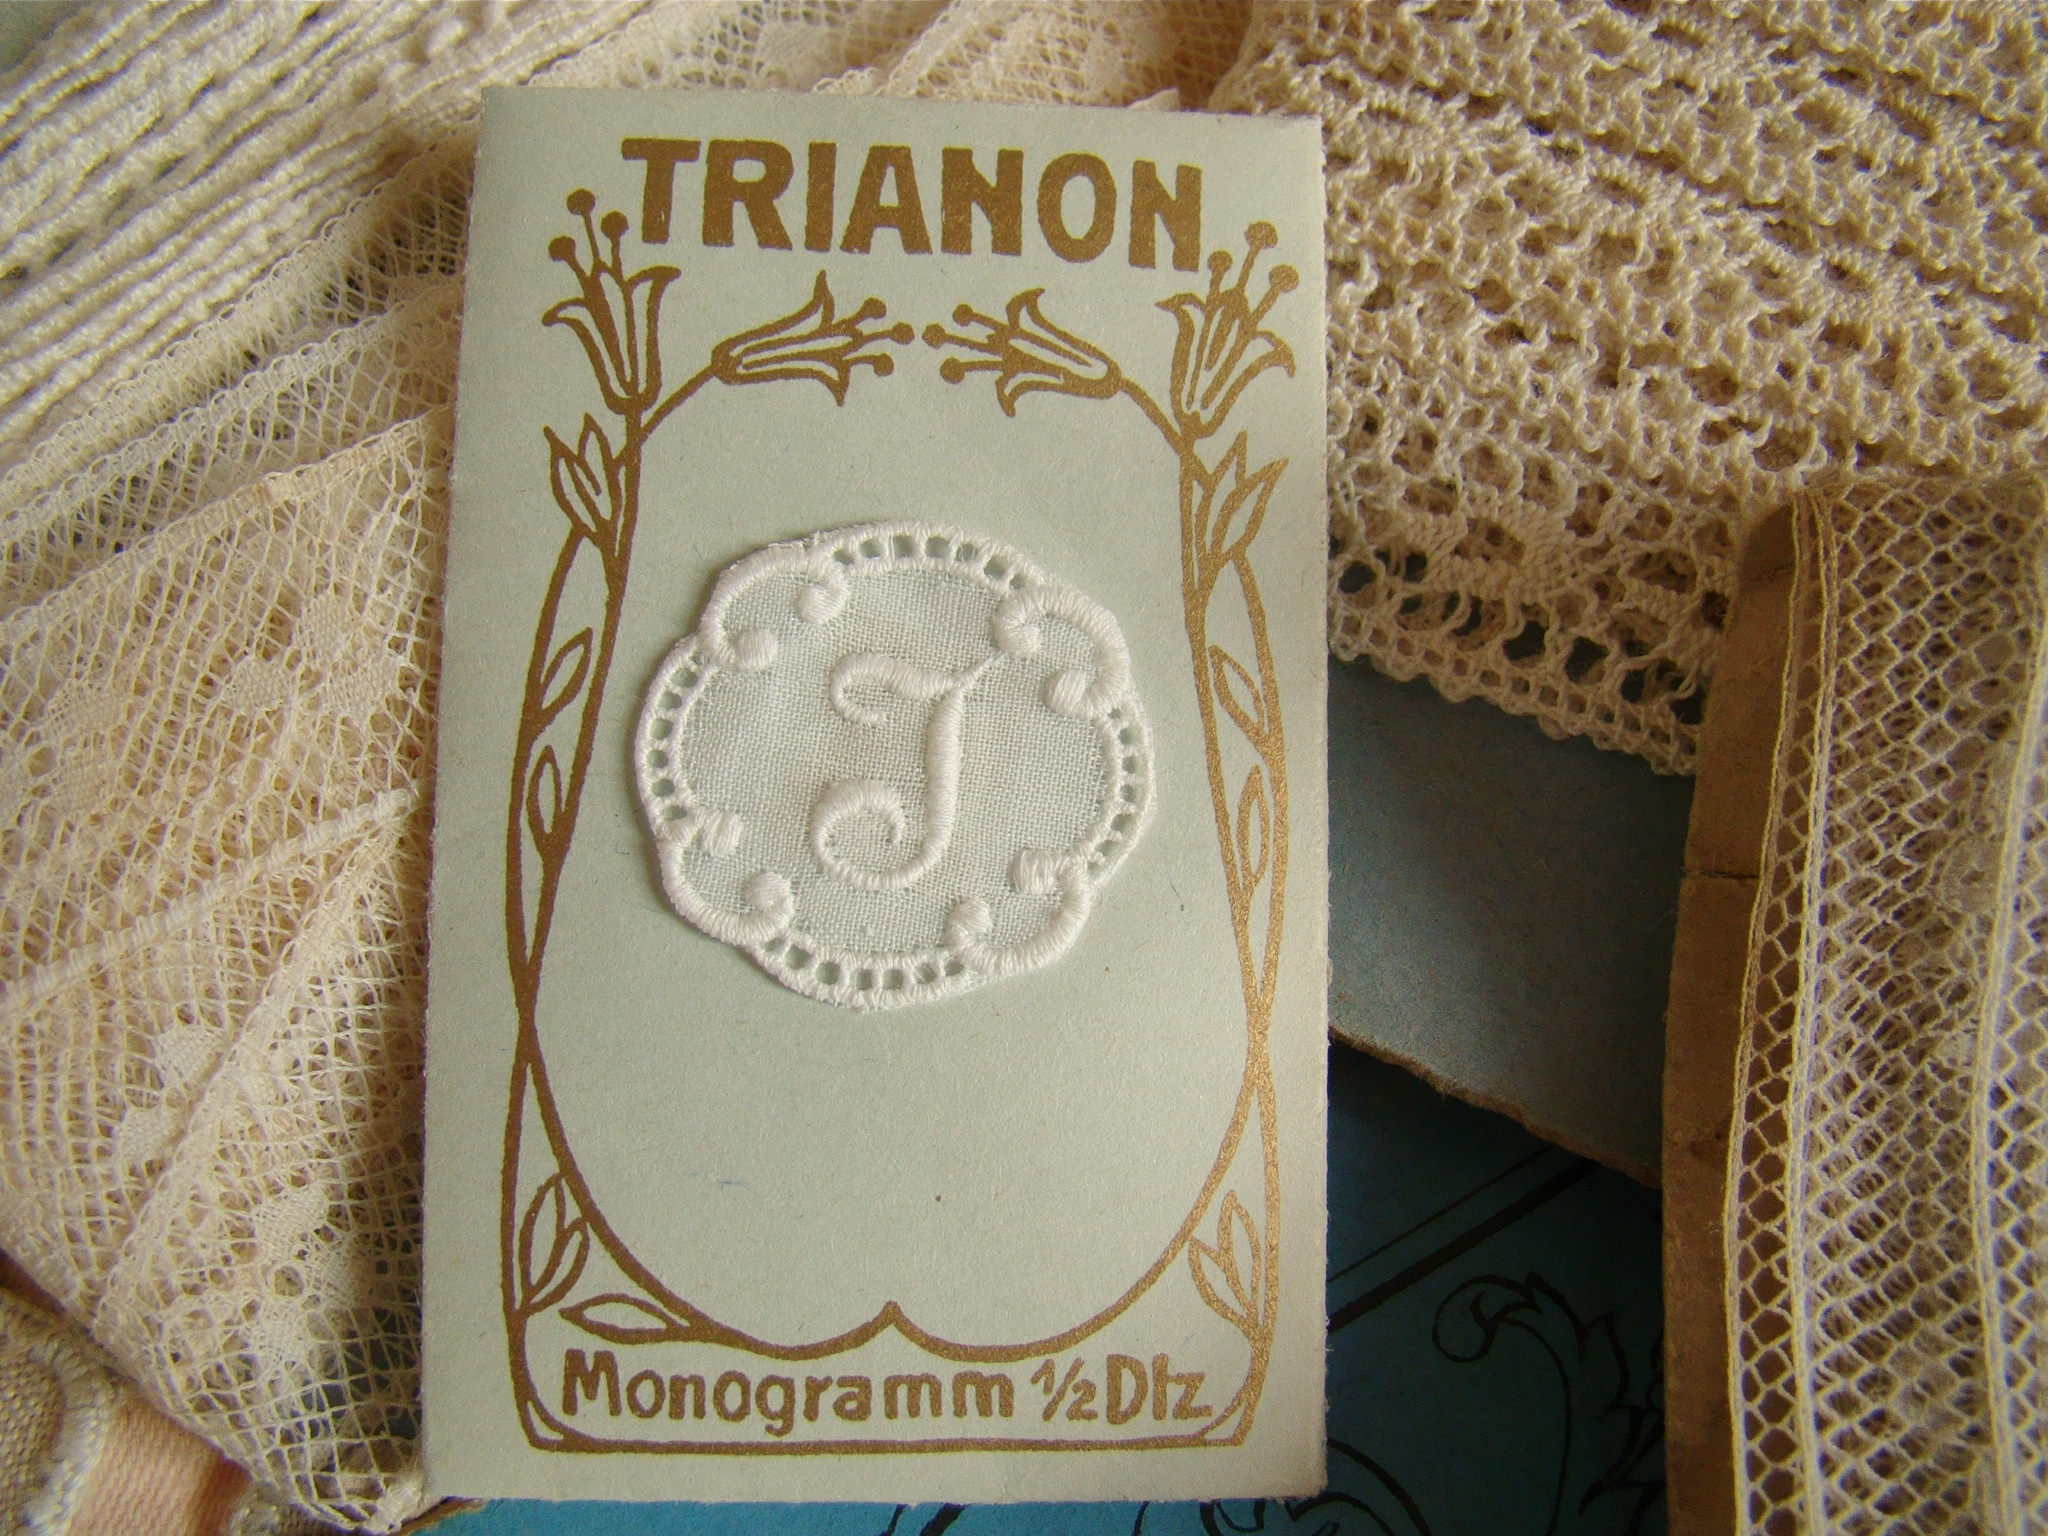 TRIANON
J
Monogramm 1/2 Dtz